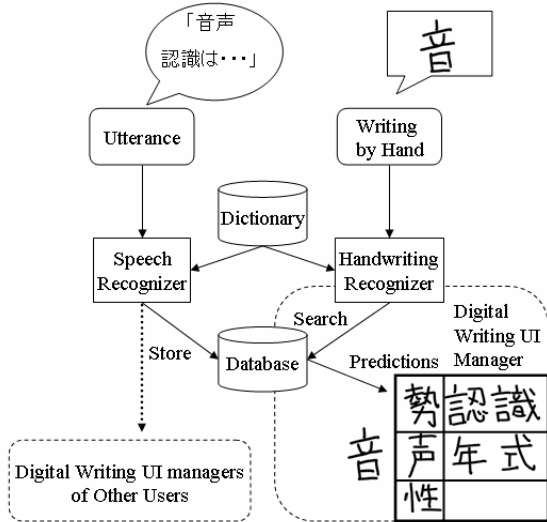 「音声
認識は・・・」
音
Utterance
Writing
by Hand
Dictionary
Speech
Recognizer
Handwriting
Recognizer
Search
Digital
Writing UI
Manager
Store
Database
Predictions
勢 認識
音 声 年式
性
Digital Writing UI managers
of Other Users